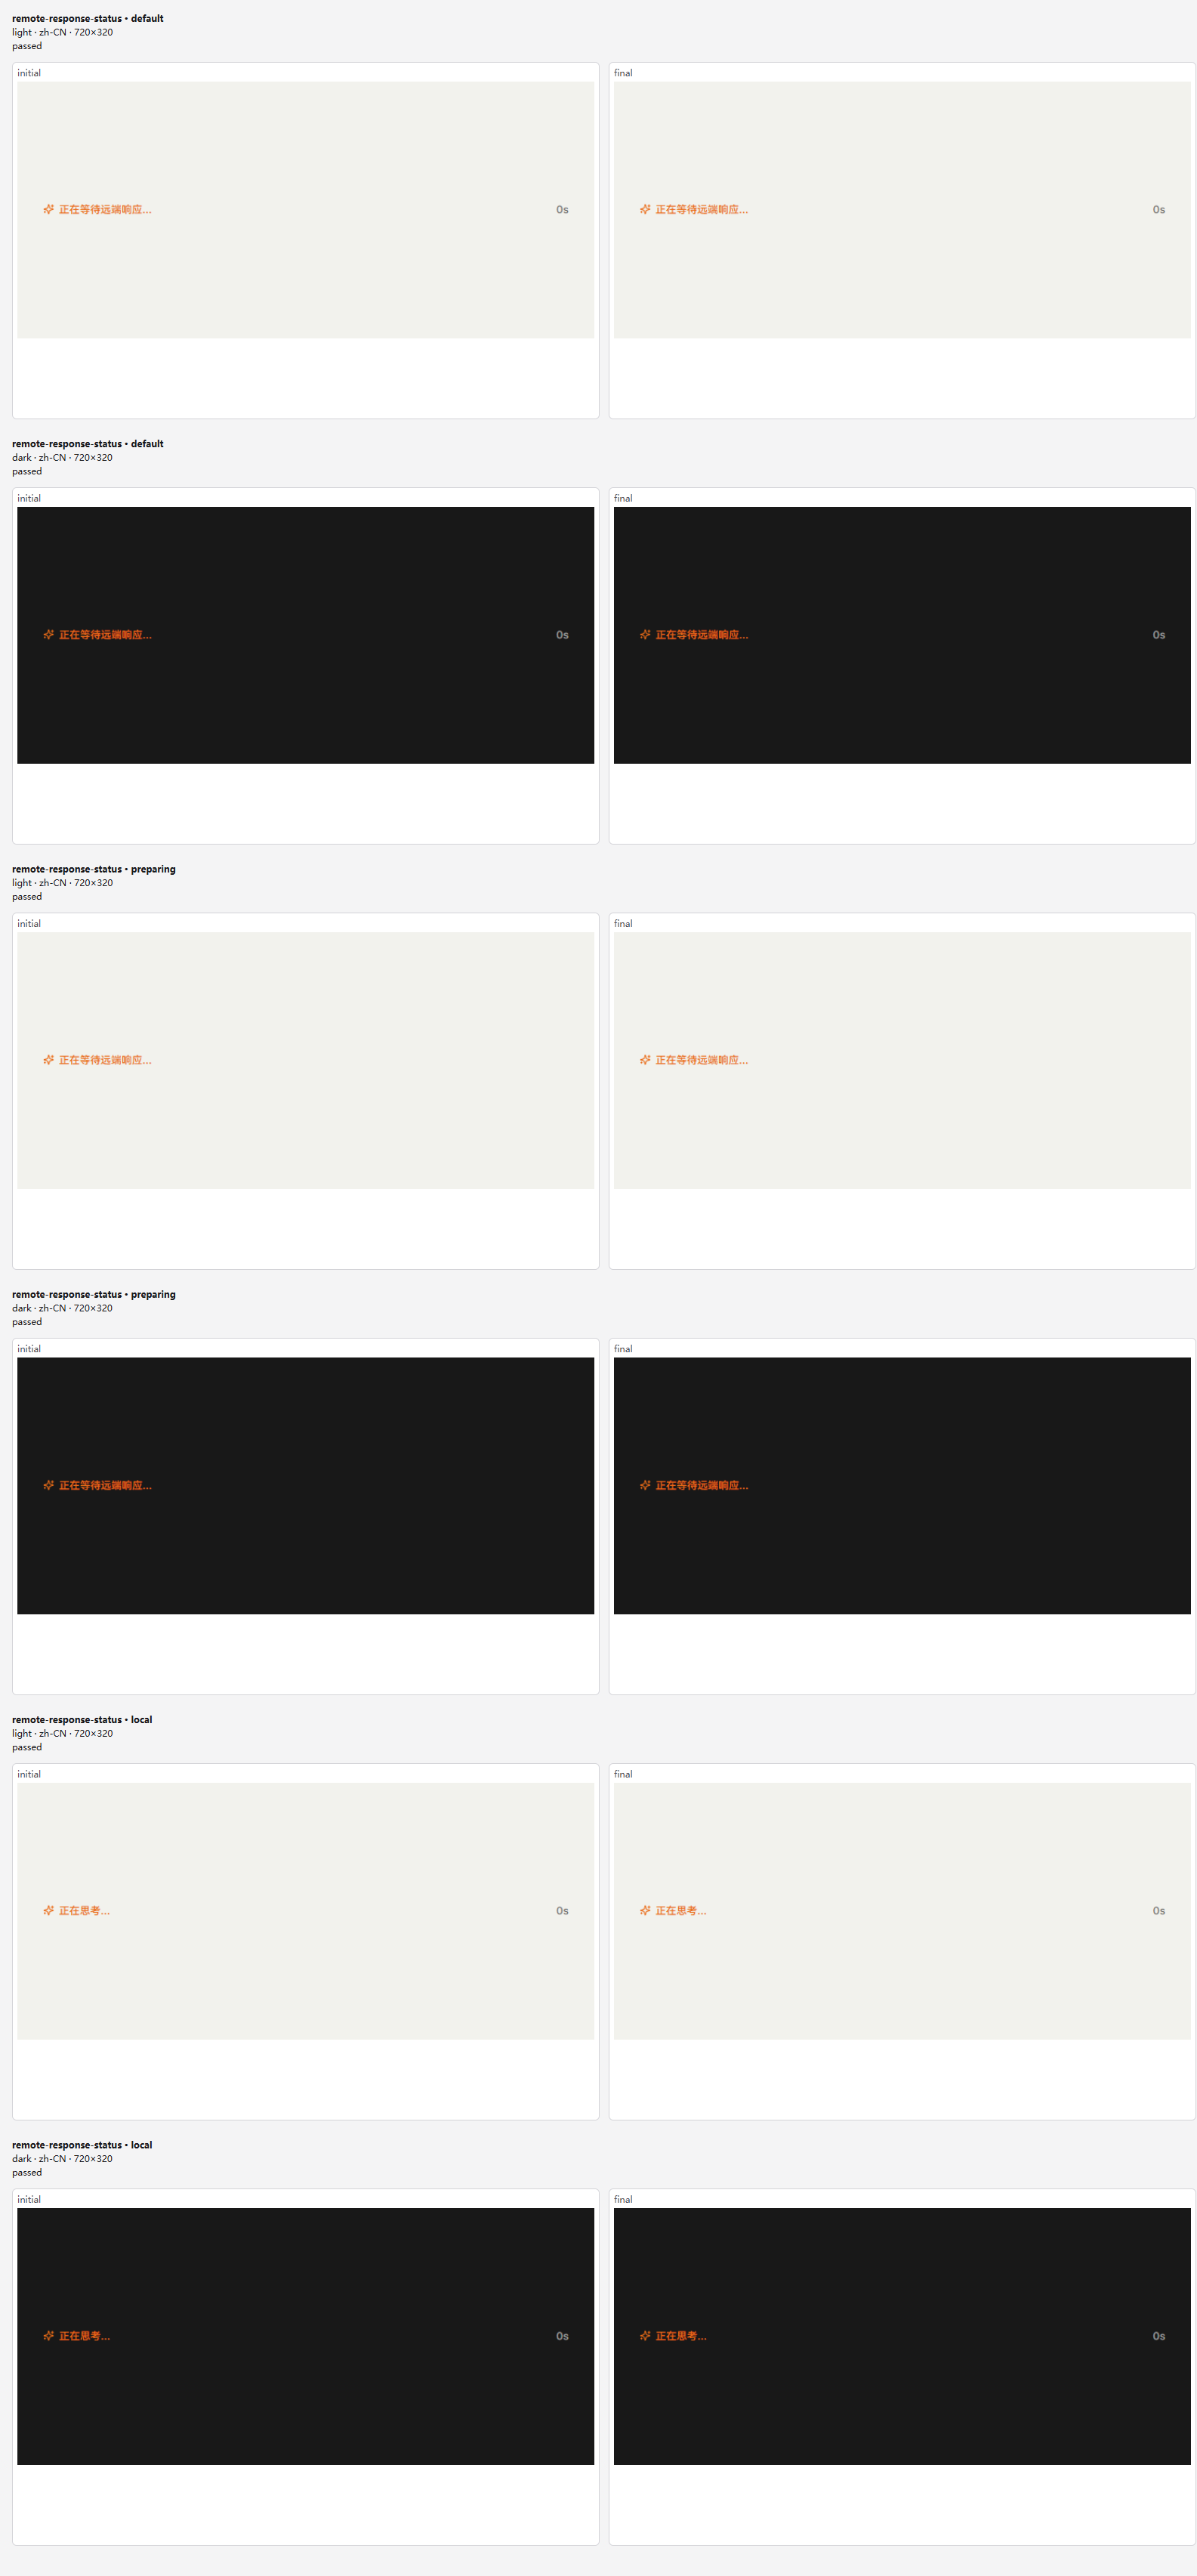 remote-response-status • default
light · zh-CN · 720×320
passed
initial
正在等待远端响应... 0s
final
正在等待远端响应... 0s
remote-response-status • default
dark · zh-CN · 720×320
passed
initial
正在等待远端响应... 0s
final
正在等待远端响应... 0s
remote-response-status • preparing
light · zh-CN · 720×320
passed
initial
正在等待远端响应...
final
正在等待远端响应...
remote-response-status • preparing
dark · zh-CN · 720×320
passed
initial
正在等待远端响应...
final
正在等待远端响应...
remote-response-status • local
light · zh-CN · 720×320
passed
initial
正在思考... 0s
final
正在思考... 0s
remote-response-status • local
dark · zh-CN · 720×320
passed
initial
正在思考... 0s
final
正在思考... 0s